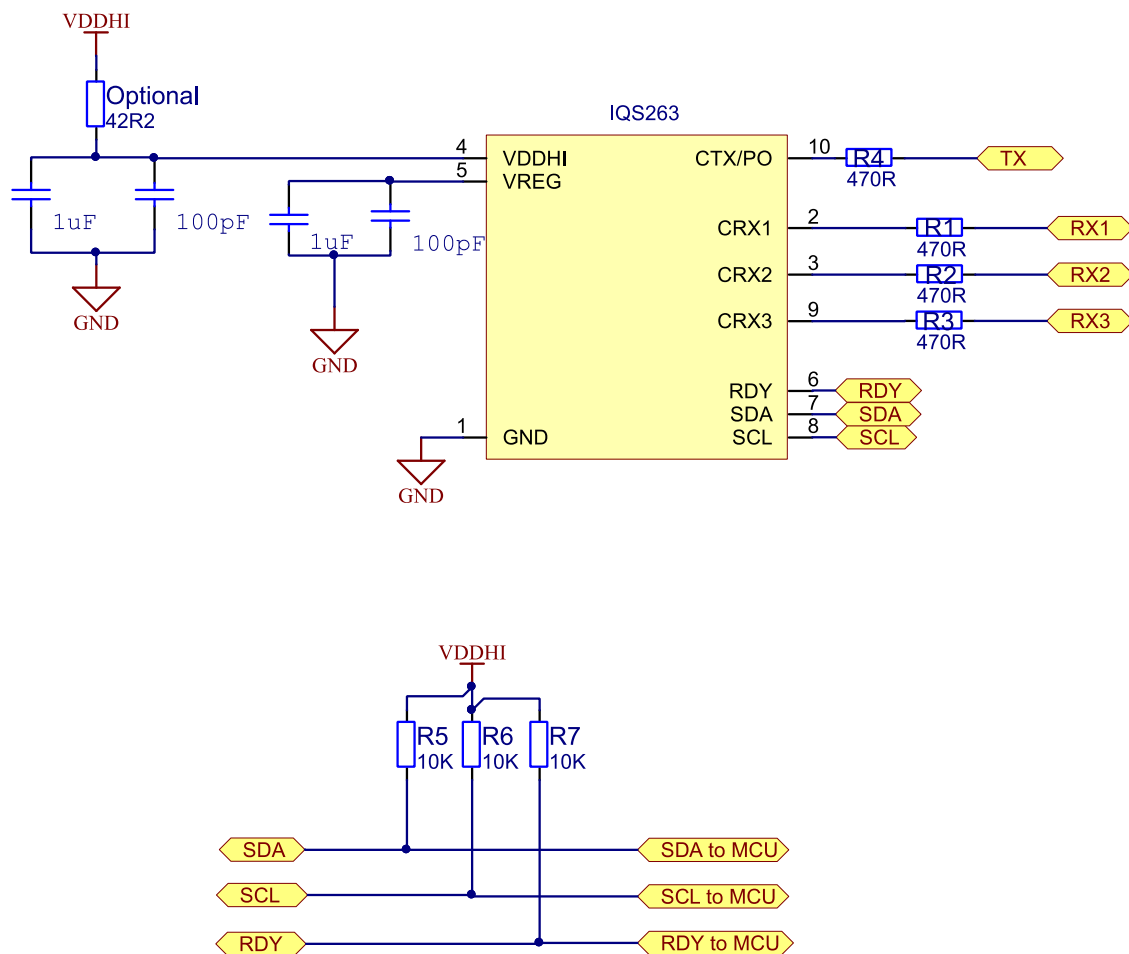 VDDHI
Optional
42R2
1uF
100pF
GND
1uF
100pF
GND
IQS263
4
VDDHI
5
VREG
1
GND
GND
CTX/PO
10
R4
470R
TX
CRX1
2
R1
470R
RX1
CRX2
3
R2
470R
RX2
CRX3
9
R3
470R
RX3
RDY
6
RDY
SDA
7
SDA
SCL
8
SCL
VDDHI
R5
10K
R6
10K
R7
10K
SDA
SDA to MCU
SCL
SCL to MCU
RDY
RDY to MCU